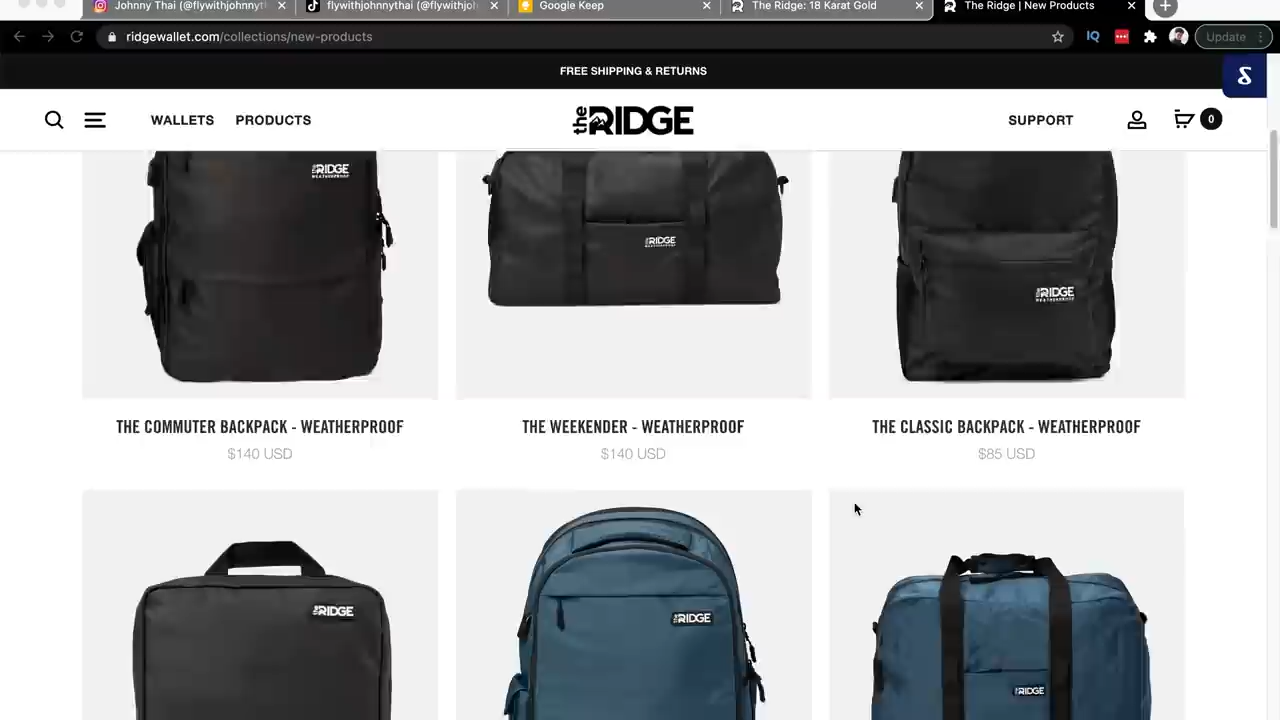 Johnny Thai (@flywithjohnnyt
flywithjohnnythai (@flywithjoh
Google Keep
The Ridge: 18 Karat Gold
The Ridge | New Products
ridgewallet.com/collections/new-products
IQ
Update
FREE SHIPPING & RETURNS
WALLETS
PRODUCTS
the RIDGE
SUPPORT
0
THE RIDGE
WEATHERPROOF
THE RIDGE
WEATHERPROOF
THE RIDGE
WEATHERPROOF
THE COMMUTER BACKPACK - WEATHERPROOF
$140 USD
THE WEEKENDER - WEATHERPROOF
$140 USD
THE CLASSIC BACKPACK - WEATHERPROOF
$85 USD
THE RIDGE
THE RIDGE
THE RIDGE